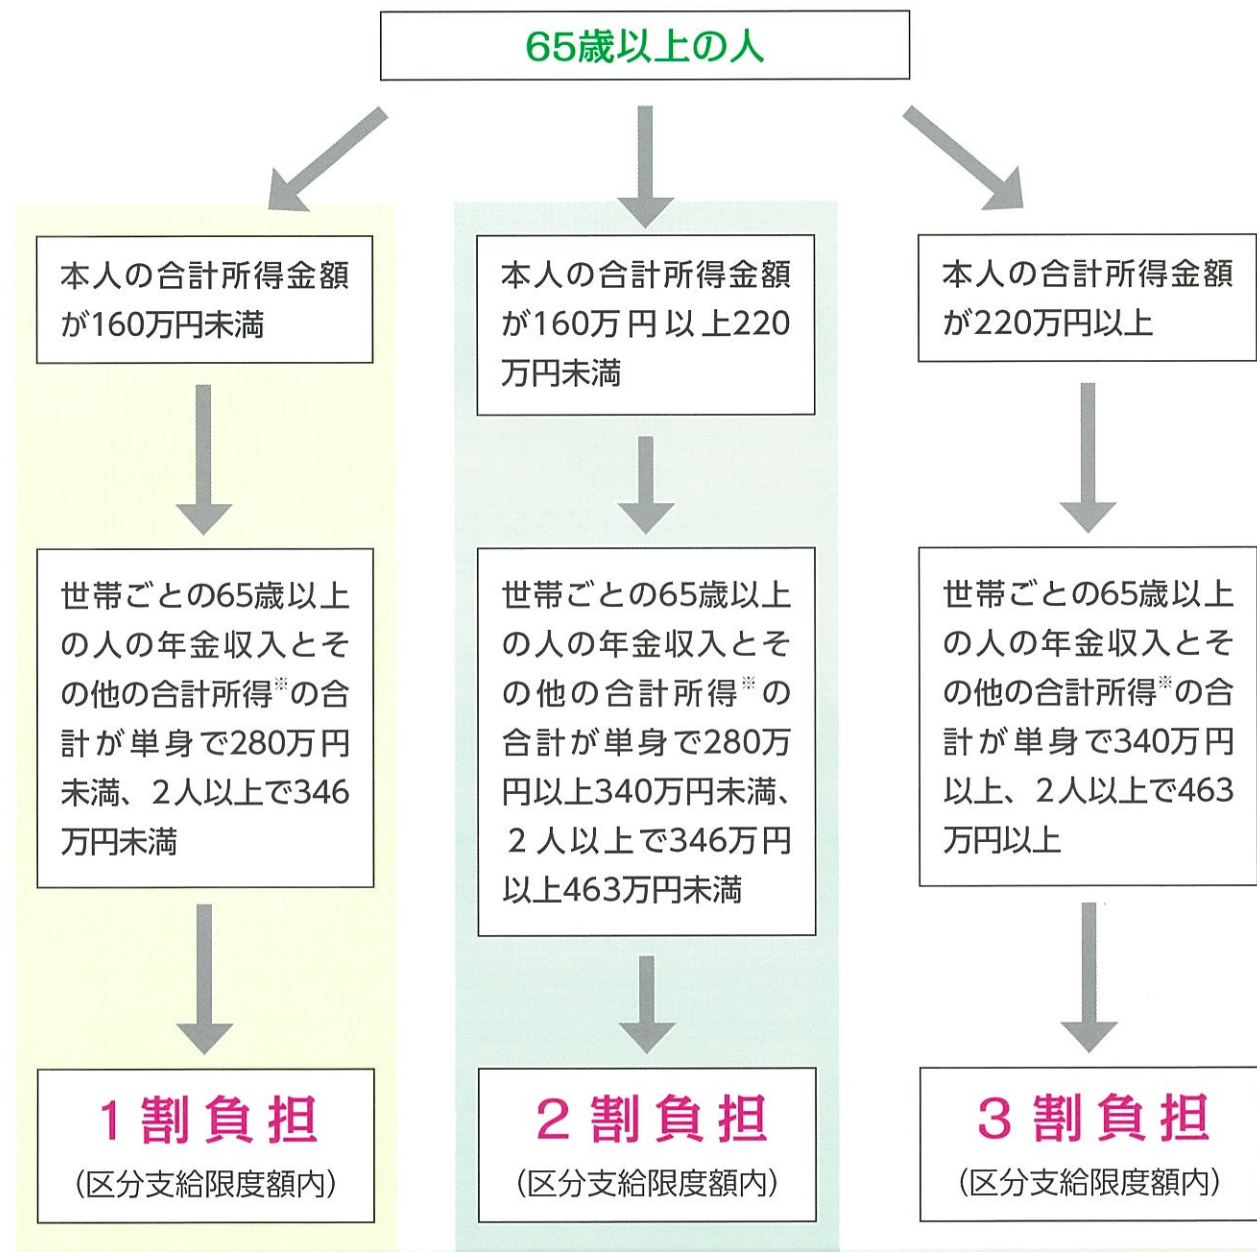 65歳以上の人
本人の合計所得金額
が160万円未満
世帯ごとの65歳以上
の人の年金収入とそ
の他の合計所得※の合
計が単身で280万円
未満、2人以上で346
万円未満
1割負担
(区分支給限度額内)
本人の合計所得金額
が160万円以上220
万円未満
世帯ごとの65歳以上
の人の年金収入とそ
の他の合計所得※の
合計が単身で280万
円以上340万円未満、
2人以上で346万円
以上463万円未満
2割負担
(区分支給限度額内)
本人の合計所得金額
が220万円以上
世帯ごとの65歳以上
の人の年金収入とそ
の他の合計所得※の合
計が単身で340万円
以上、2人以上で463
万円以上
3割負担
(区分支給限度額内)